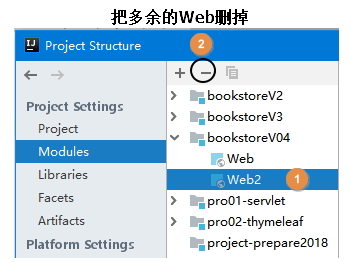 把多余的Web删掉
Project Structure
2
Project Settings
Project
Modules
Libraries
Facets
Artifacts
Platform Settings
bookstoreV2
bookstoreV3
bookstoreV04
Web
Web2
1
pro01-servlet
pro02-thymeleaf
project-prepare2018